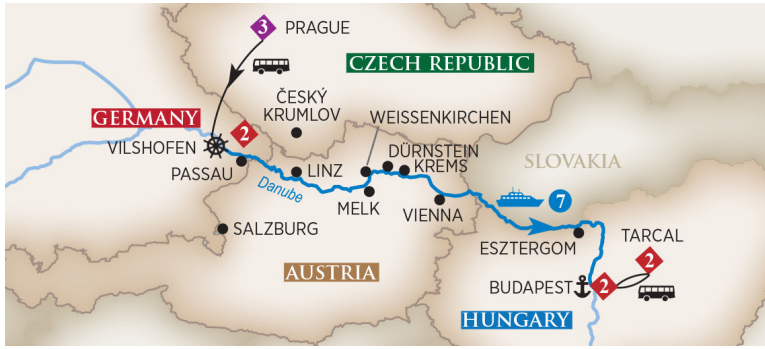 3
PRAGUE
CZECH REPUBLIC
ČESKÝ
KRUMLOV
WEISSENKIRCHEN
GERMANY
2
VILSHOFEN
DÜRNSTEIN
KREMS
SLOVAKIA
PASSAU
LINZ
Danube
MELK
VIENNA
7
SALZBURG
ESZTERGOM
TARCAL
2
AUSTRIA
BUDAPEST
2
HUNGARY